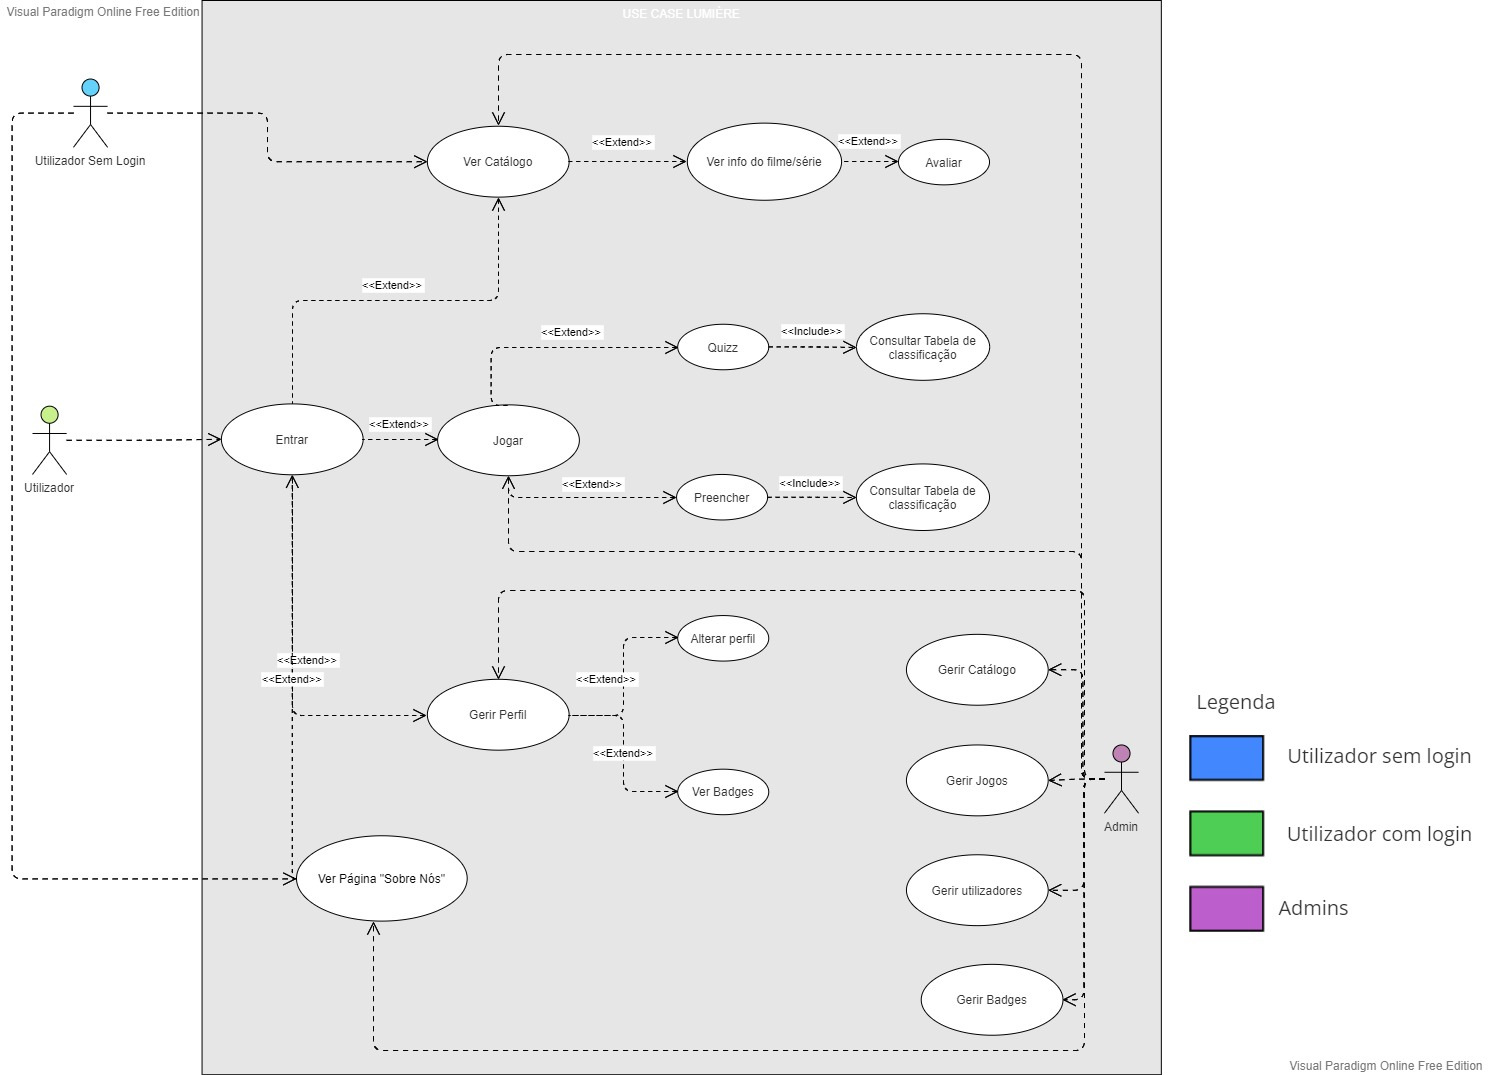 Visual Paradigm Online Free Edition
USE CASE LUMIÈRE
Utilizador Sem Login
Ver Catálogo
<<Extend>>
Ver info do filme/série
<<Extend>>
Avaliar
<<Extend>>
<<Extend>>
Quizz
<<Include>>
Consultar Tabela de
classificação
Utilizador
Entrar
<<Extend>>
Jogar
<<Extend>>
Preencher
<<Include>>
Consultar Tabela de
classificação
<<Extend>>
<<Extend>>
Gerir Perfil
<<Extend>>
Alterar perfil
<<Extend>>
Ver Badges
Ver Página "Sobre Nós"
Gerir Catálogo
Gerir Jogos
Gerir utilizadores
Gerir Badges
Admin
Legenda
Utilizador sem login
Utilizador com login
Admins
Visual Paradigm Online Free Edition